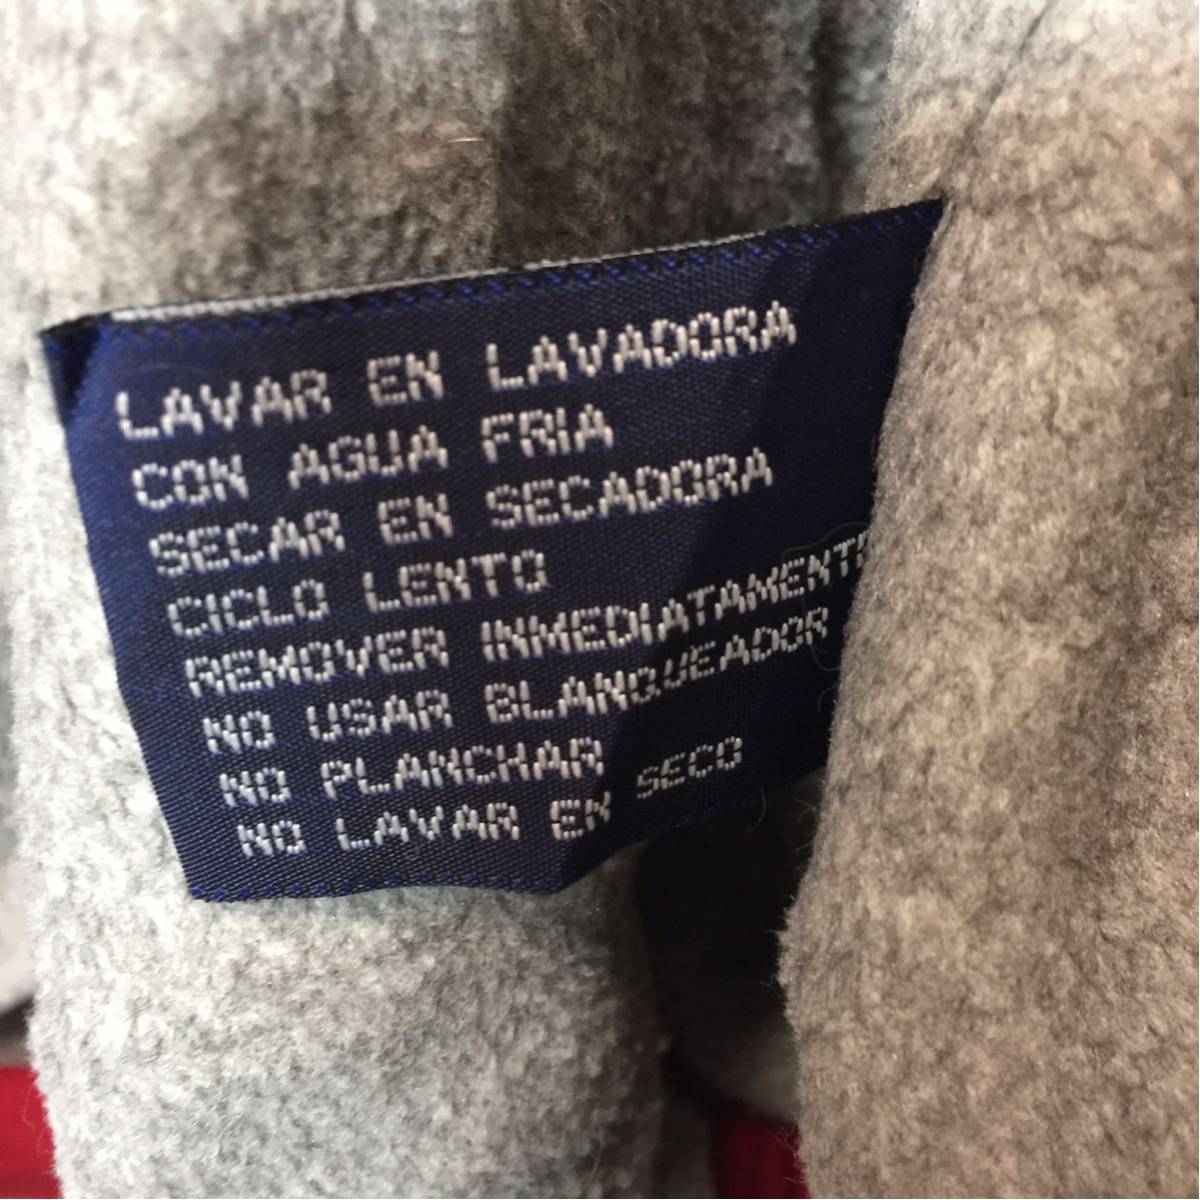 LAVAR EN LAVADORA
CON AGUA FRIA
SECAR EN SECADORA
CICLO LENTO
REMOVER INMEDIATAMENTE
NO USAR BLANQUEADOR
NO PLANCHAR
NO LAVAR EN SECO